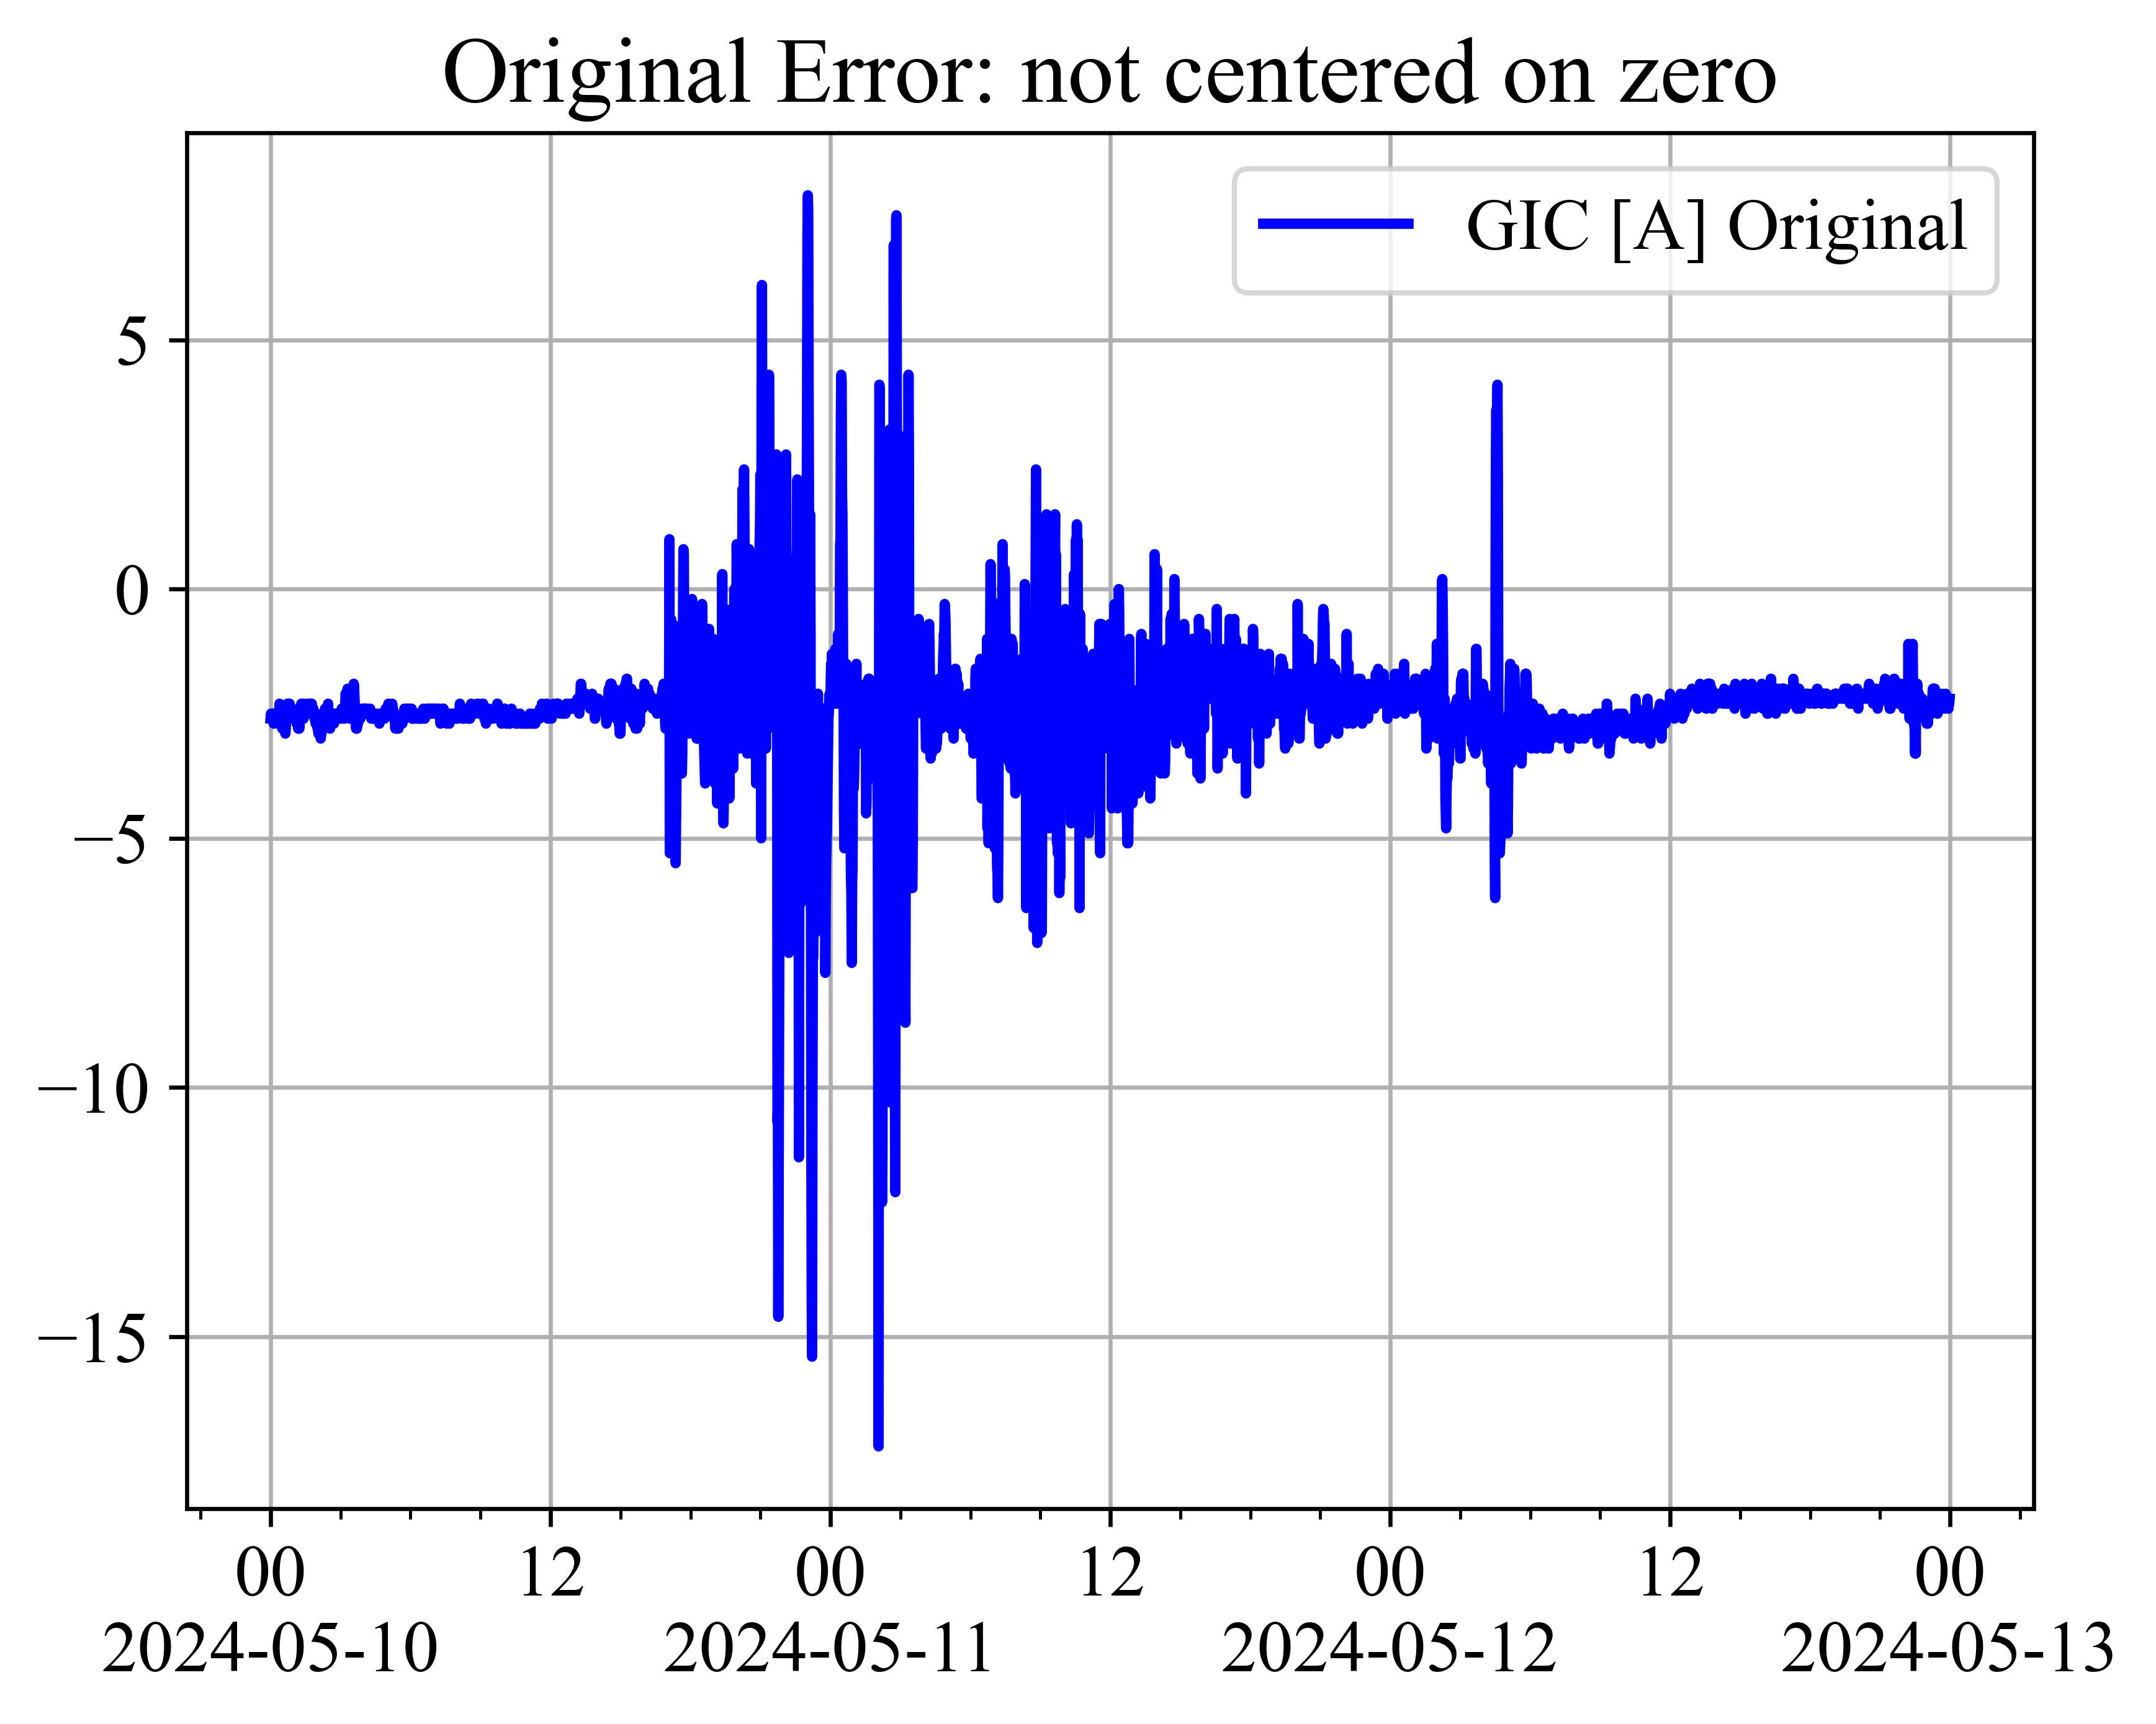 Original Error: not centered on zero
GIC [A] Original
5
0
−5
−10
−15
00 12 00 12 00 12 00
2024-05-10 2024-05-11 2024-05-12 2024-05-13